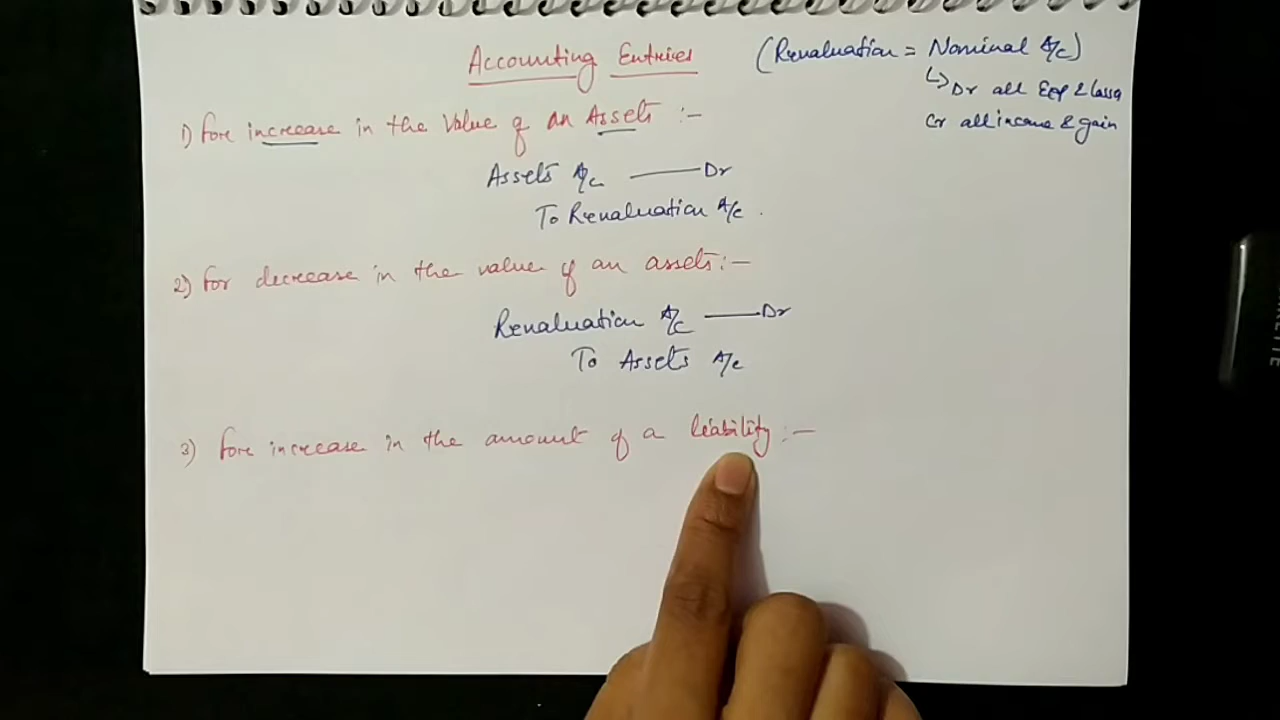 Accounting Entries
(Revaluation = Nominal A/c)
↳ Dr all Exp & Losses
Cr all income & gain
1) For increase in the Value of an Assets :-
Assets A/c —— Dr
To Revaluation A/c.
2) For decrease in the value of an assets :-
Revaluation A/c —— Dr
To Assets A/c
3) For increase in the amount of a liability :-